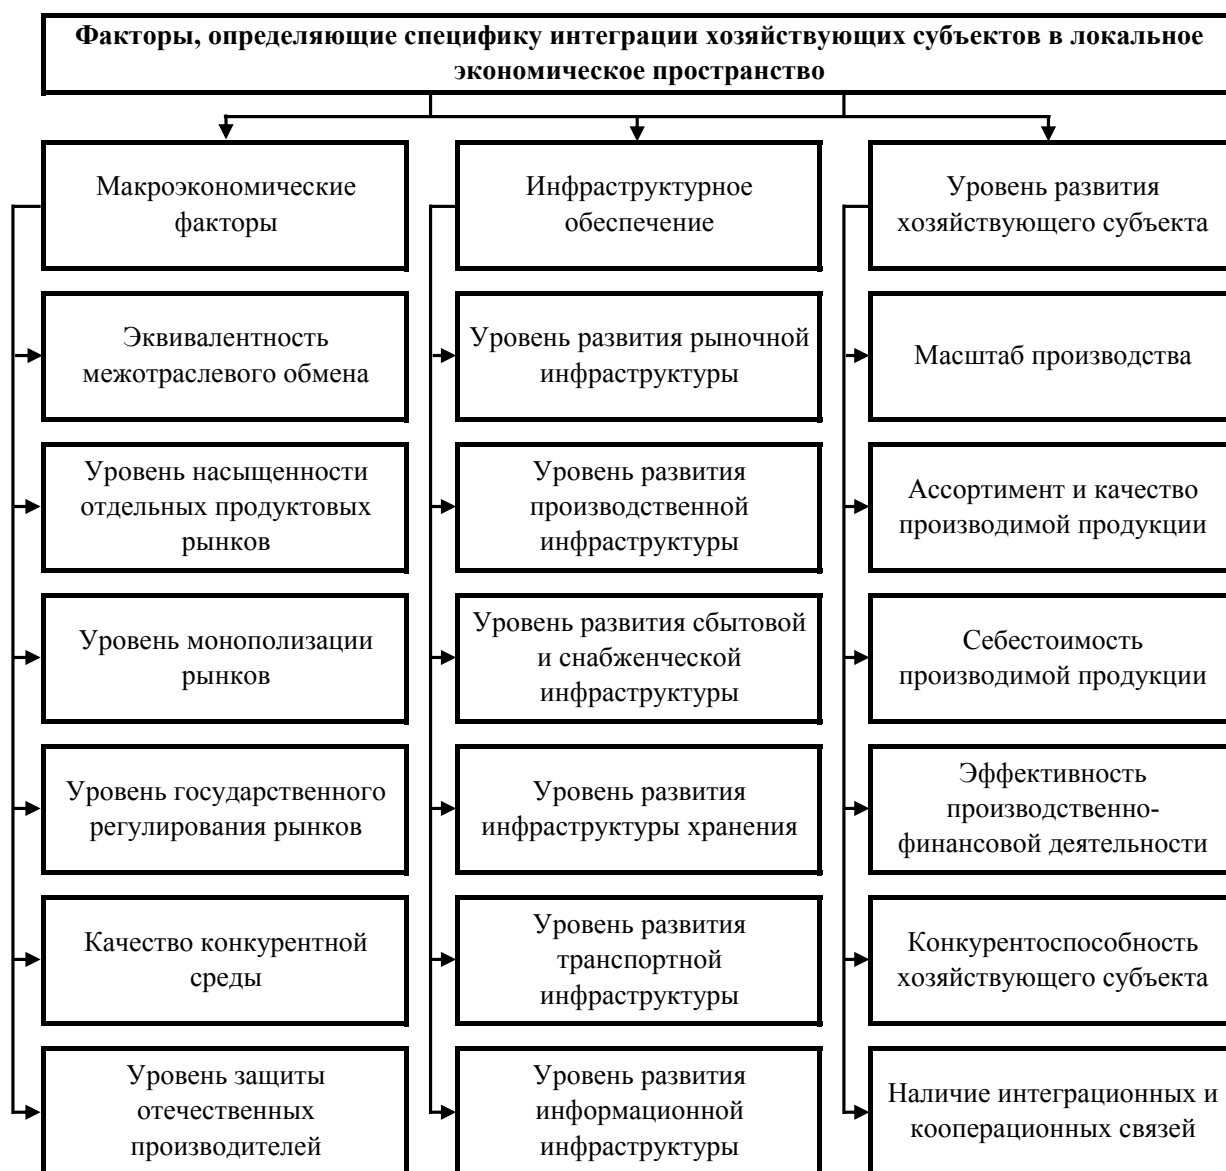 Факторы, определяющие специфику интеграции хозяйствующих субъектов в локальное
экономическое пространство
Макроэкономические
факторы
Инфраструктурное
обеспечение
Уровень развития
хозяйствующего субъекта
Эквивалентность
межотраслевого обмена
Уровень развития рыночной
инфраструктуры
Масштаб производства
Уровень насыщенности
отдельных продуктовых
рынков
Уровень развития
производственной
инфраструктуры
Ассортимент и качество
производимой продукции
Уровень монополизации
рынков
Уровень развития сбытовой
и снабженческой
инфраструктуры
Себестоимость
производимой продукции
Уровень государственного
регулирования рынков
Уровень развития
инфраструктуры хранения
Эффективность
производственно-
финансовой деятельности
Качество конкурентной
среды
Уровень развития
транспортной
инфраструктуры
Конкурентоспособность
хозяйствующего субъекта
Уровень защиты
отечественных
производителей
Уровень развития
информационной
инфраструктуры
Наличие интеграционных и
кооперационных связей